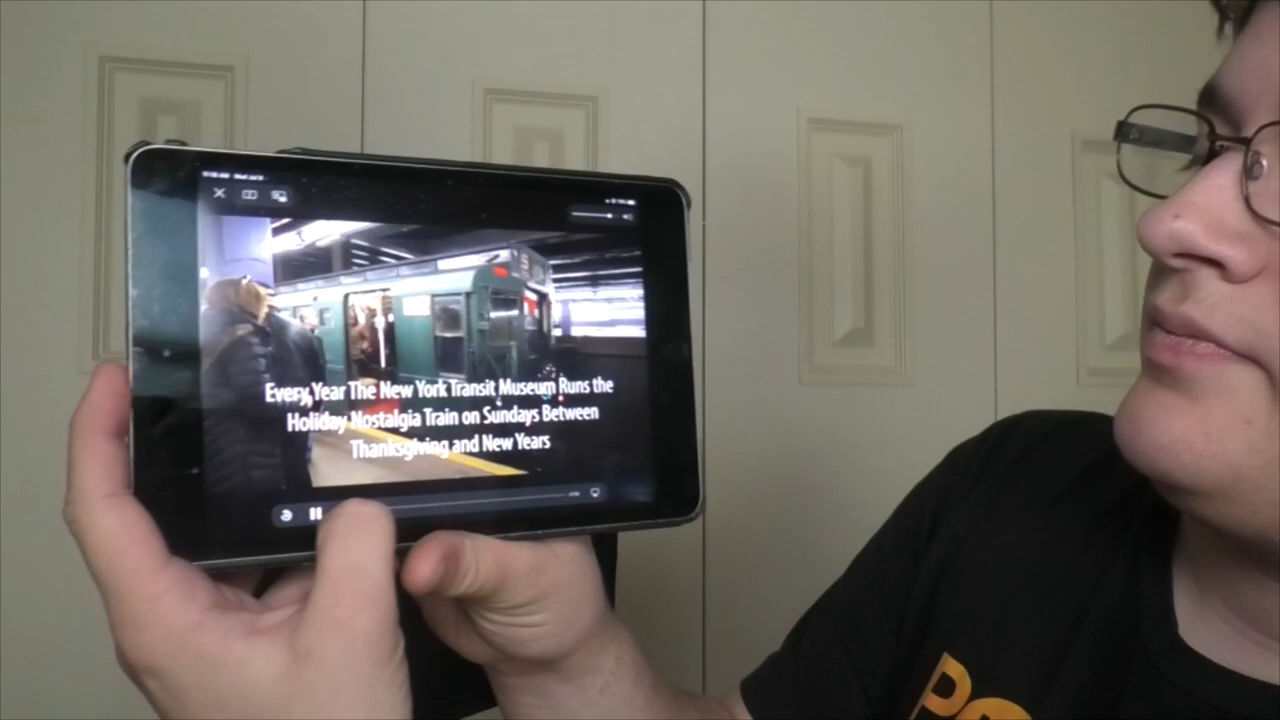 Every Year The New York Transit Museum Runs the
Holiday Nostalgia Train on Sundays Between
Thanksgiving and New Years